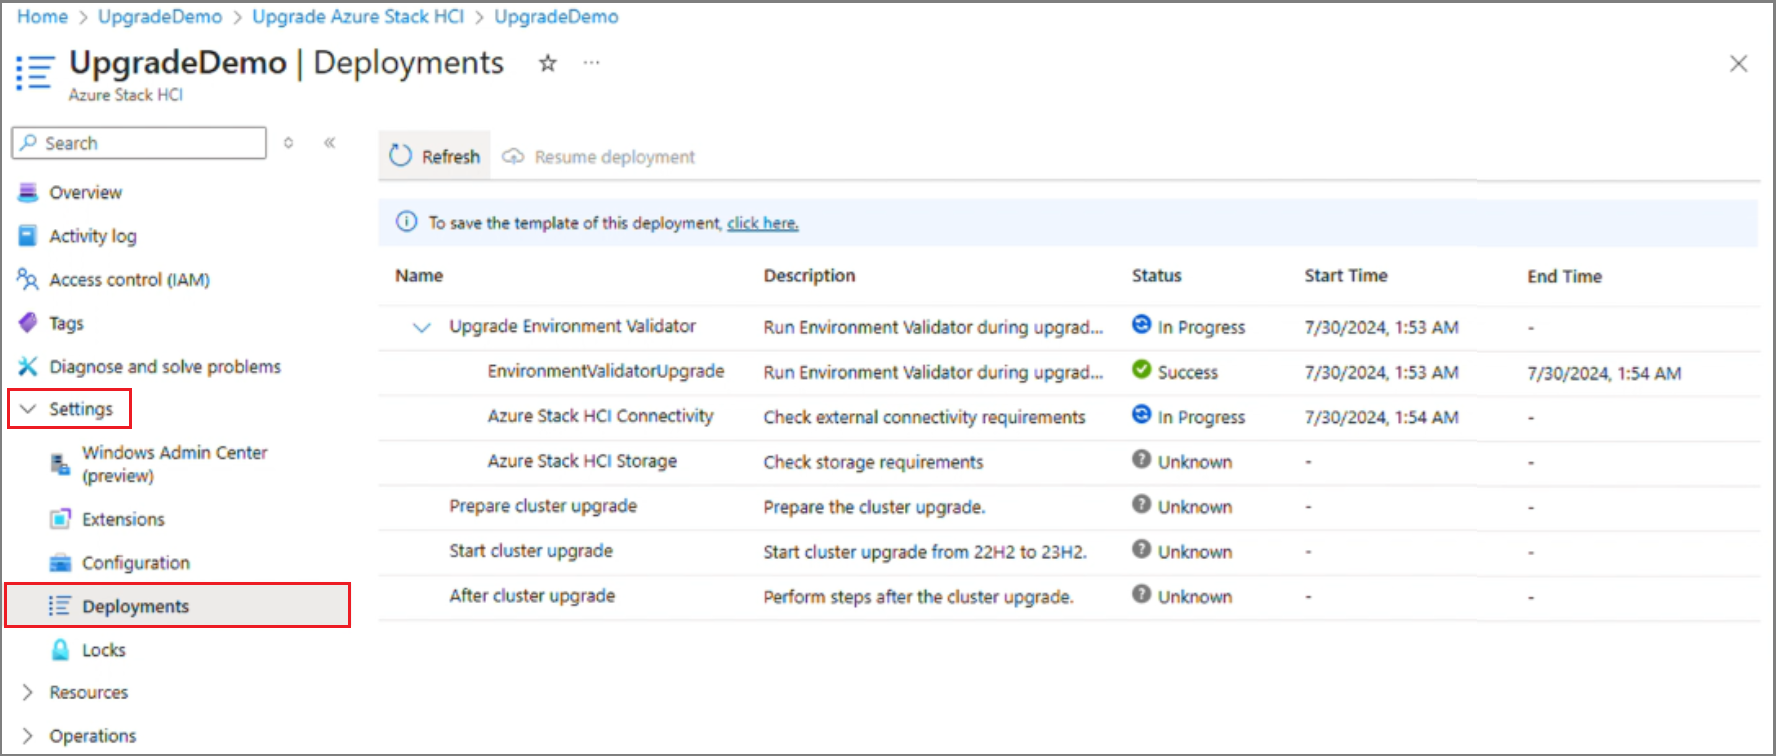 Home > UpgradeDemo > Upgrade Azure Stack HCI > UpgradeDemo
UpgradeDemo | Deployments
Azure Stack HCI
Search
Refresh
Resume deployment
To save the template of this deployment, click here.
Overview
Activity log
Access control (IAM)
Tags
Diagnose and solve problems
Settings
Windows Admin Center
(preview)
Extensions
Configuration
Deployments
Locks
Resources
Operations
Name Description Status Start Time End Time
Upgrade Environment Validator Run Environment Validator during upgrad... In Progress 7/30/2024, 1:53 AM -
EnvironmentValidatorUpgrade Run Environment Validator during upgrad... Success 7/30/2024, 1:53 AM 7/30/2024, 1:54 AM
Azure Stack HCI Connectivity Check external connectivity requirements In Progress 7/30/2024, 1:54 AM -
Azure Stack HCI Storage Check storage requirements Unknown - -
Prepare cluster upgrade Prepare the cluster upgrade. Unknown - -
Start cluster upgrade Start cluster upgrade from 22H2 to 23H2. Unknown - -
After cluster upgrade Perform steps after the cluster upgrade. Unknown - -